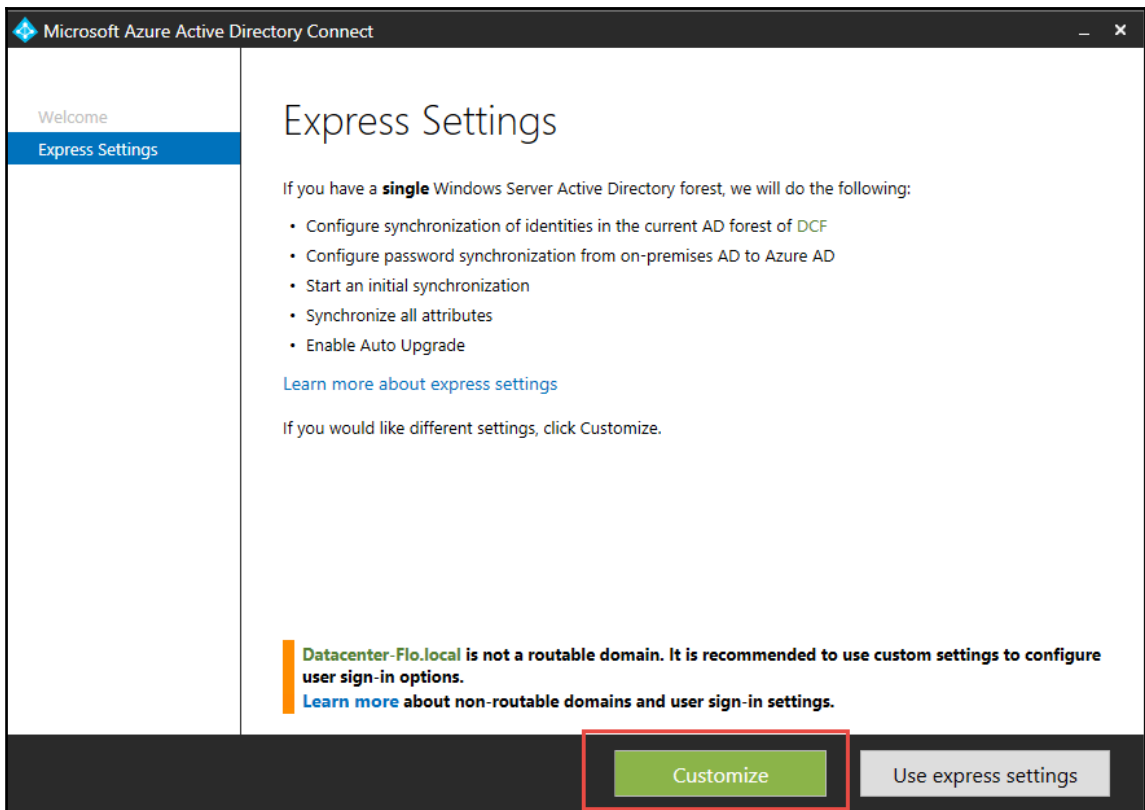 Microsoft Azure Active Directory Connect
Welcome
Express Settings
Express Settings
If you have a single Windows Server Active Directory forest, we will do the following:
• Configure synchronization of identities in the current AD forest of DCF
• Configure password synchronization from on-premises AD to Azure AD
• Start an initial synchronization
• Synchronize all attributes
• Enable Auto Upgrade
Learn more about express settings
If you would like different settings, click Customize.
Datacenter-Flo.local is not a routable domain. It is recommended to use custom settings to configure
user sign-in options.
Learn more about non-routable domains and user sign-in settings.
Customize
Use express settings